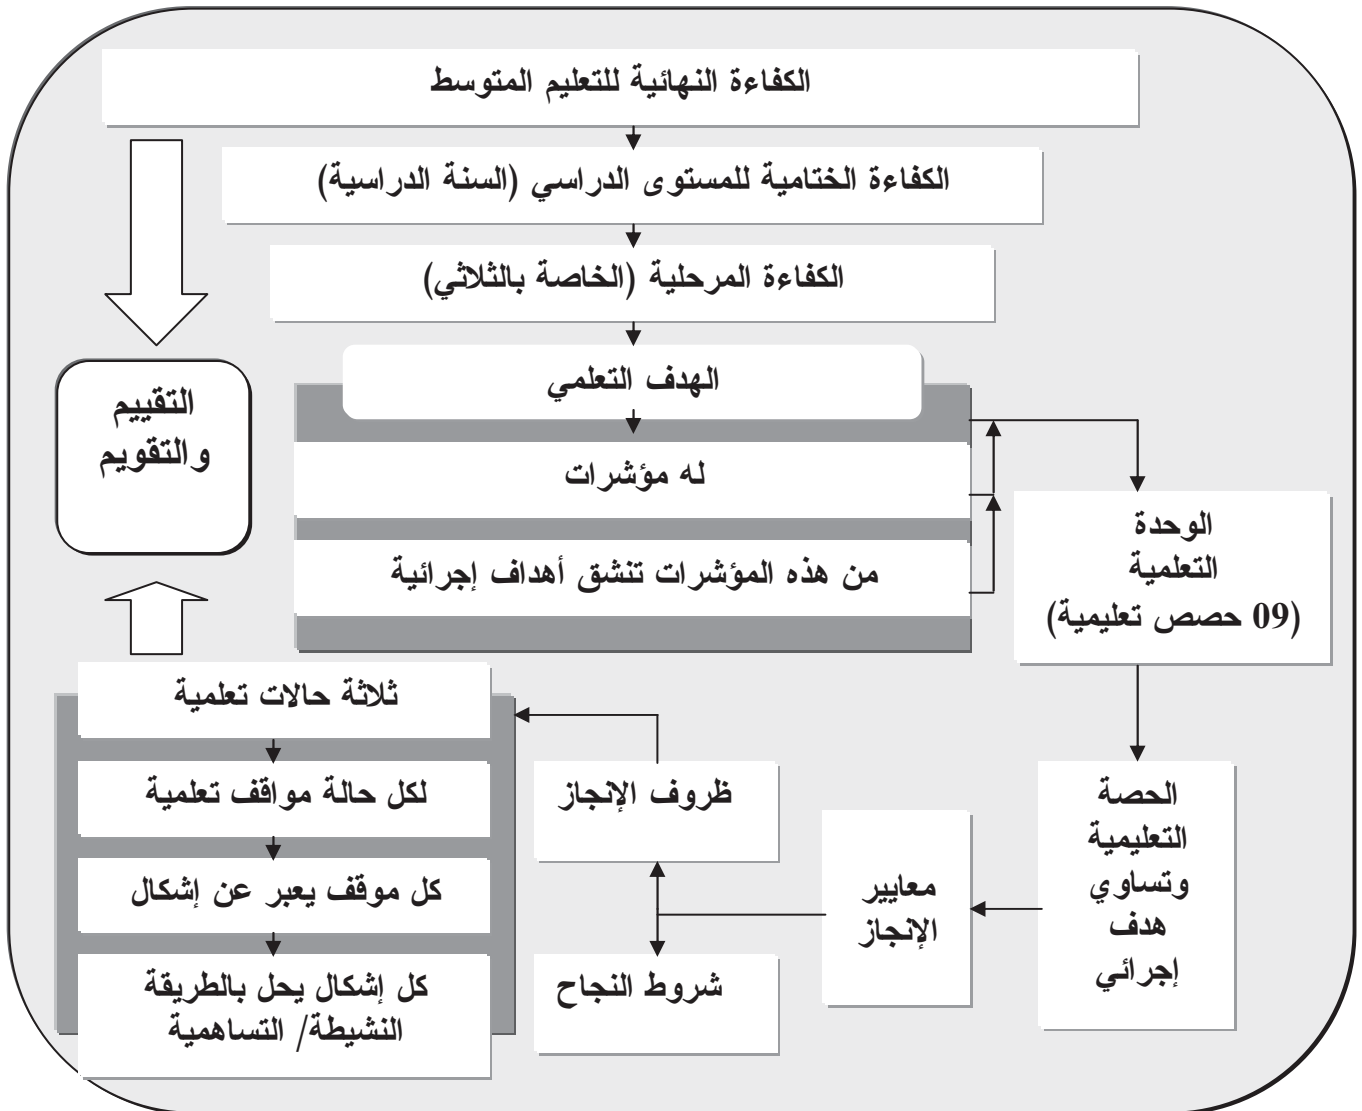 الكفاءة النهائية للتعليم المتوسط
الكفاءة الختامية للمستوى الدراسي (السنة الدراسية)
الكفاءة المرحلية (الخاصة بالثلاثي)
الهدف التعلمي
التقييم
والتقويم
له مؤشرات
من هذه المؤشرات تنشق أهداف إجرائية
الوحدة
التعلمية
(09 حصص تعليمية)
ثلاثة حالات تعلمية
لكل حالة مواقف تعلمية
كل موقف يعبر عن إشكال
كل إشكال يحل بالطريقة
النشيطة/ التساهمية
ظروف الإنجاز
شروط النجاح
معايير
الإنجاز
الحصة
التعليمية
وتساوي
هدف
إجرائي